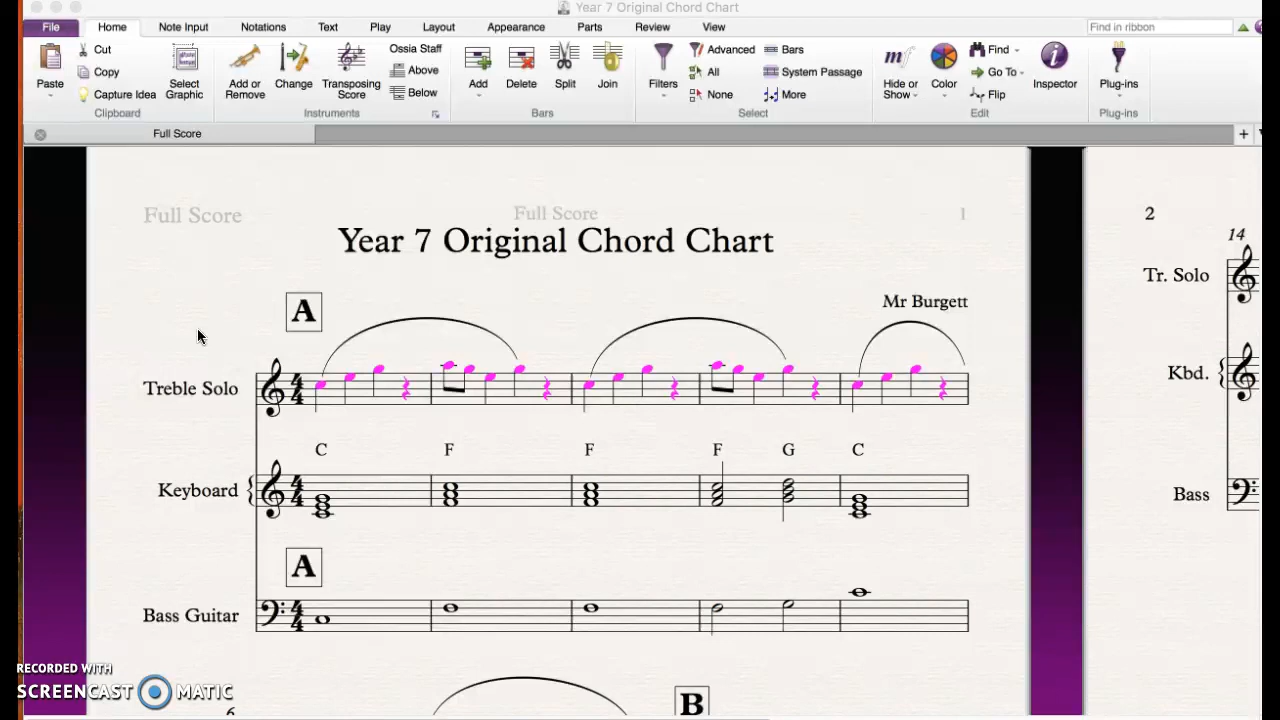 Year 7 Original Chord Chart
File Home Note Input Notations Text Play Layout Appearance Parts Review View Find in ribbon
Paste Cut Copy Capture Idea Select Graphic
Clipboard
Add or Remove Change Transposing Score Ossia Staff Above Below
Instruments
Add Delete Split Join
Bars
Filters Advanced All None Bars System Passage More
Select
Hide or Show Color Find Go To Flip Inspector
Edit
Plug-ins
Plug-ins
Full Score
Full Score Full Score 1
Year 7 Original Chord Chart
Mr Burgett
A
Treble Solo
C F F F G C
Keyboard
A
Bass Guitar
6
B
2
14
Tr. Solo
Kbd.
Bass
RECORDED WITH
SCREENCAST MATIC